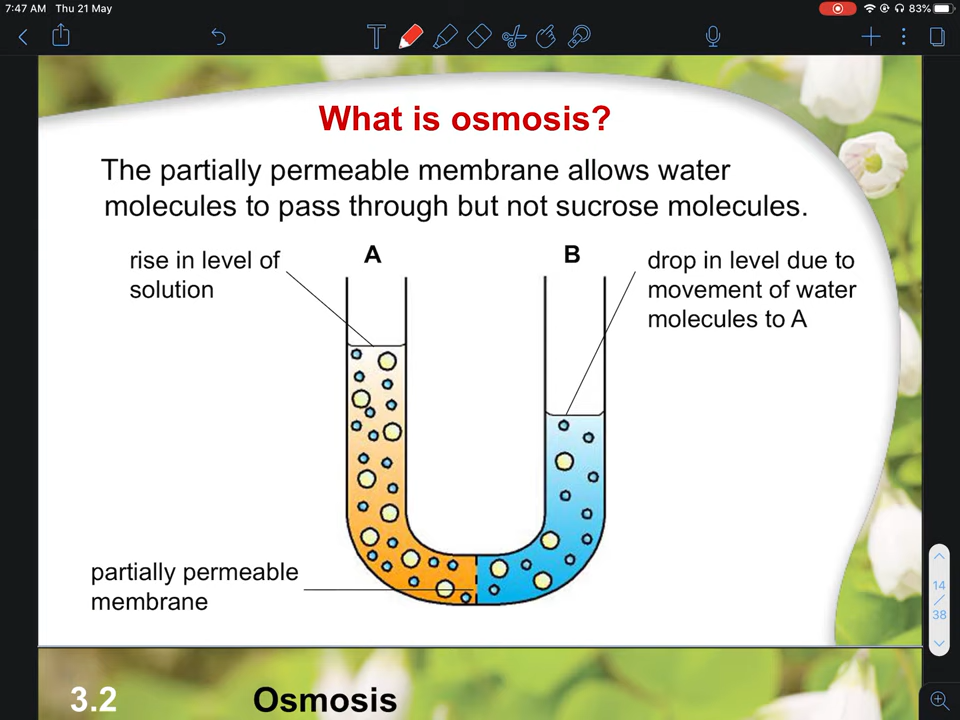 7:47 AM Thu 21 May
83%
What is osmosis?
The partially permeable membrane allows water
molecules to pass through but not sucrose molecules.
A
B
rise in level of
solution
drop in level due to
movement of water
molecules to A
partially permeable
membrane
14
/
38
3.2 Osmosis